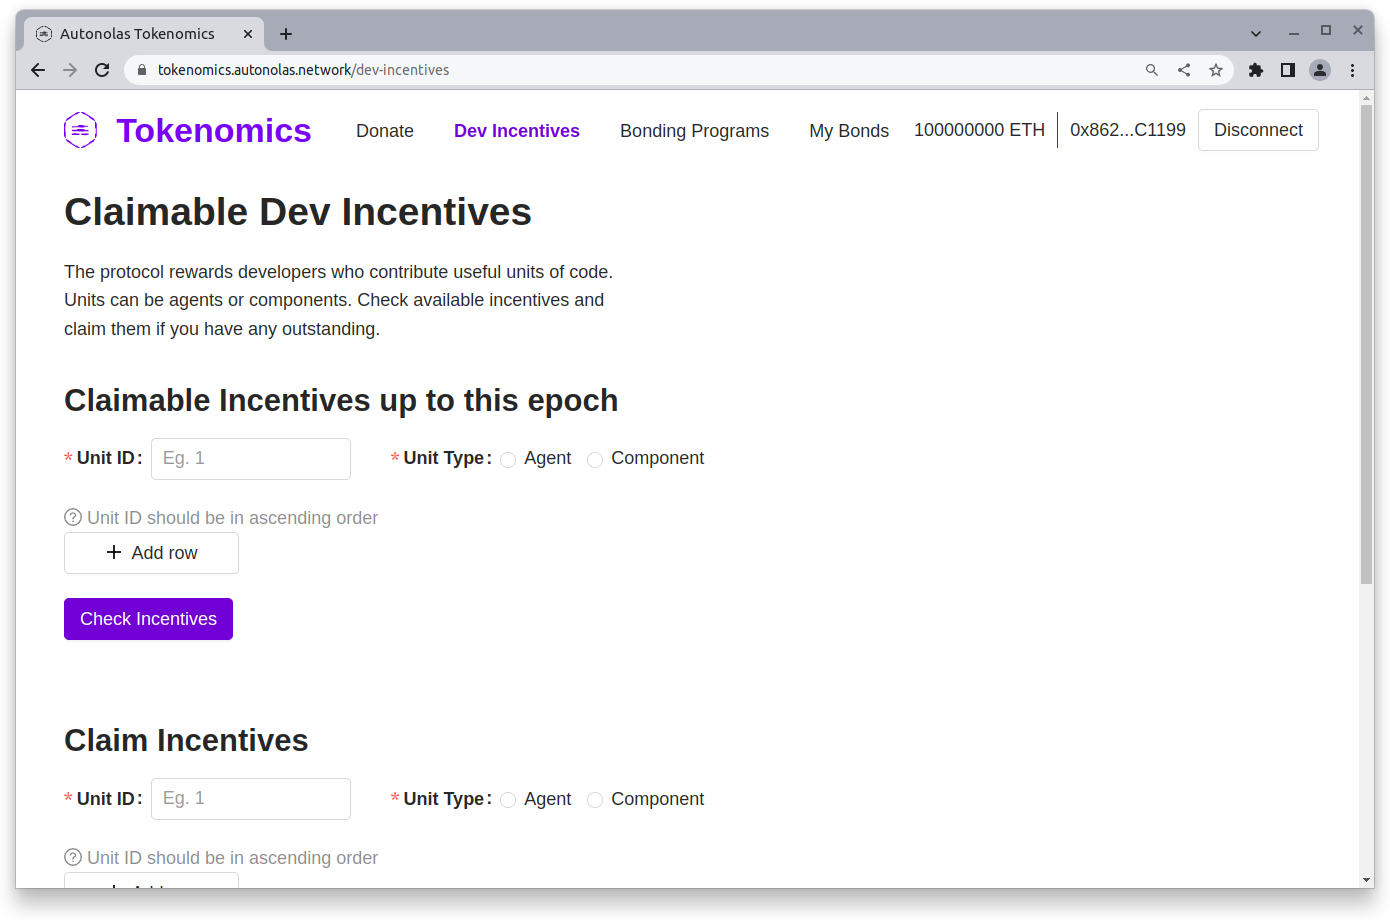 Autonolas Tokenomics
tokenomics.autonolas.network/dev-incentives
Tokenomics Donate Dev Incentives Bonding Programs My Bonds 100000000 ETH 0x862...C1199 Disconnect
Claimable Dev Incentives
The protocol rewards developers who contribute useful units of code.
Units can be agents or components. Check available incentives and
claim them if you have any outstanding.
Claimable Incentives up to this epoch
* Unit ID: Eg. 1 * Unit Type: Agent Component
Unit ID should be in ascending order
+ Add row
Check Incentives
Claim Incentives
* Unit ID: Eg. 1 * Unit Type: Agent Component
Unit ID should be in ascending order